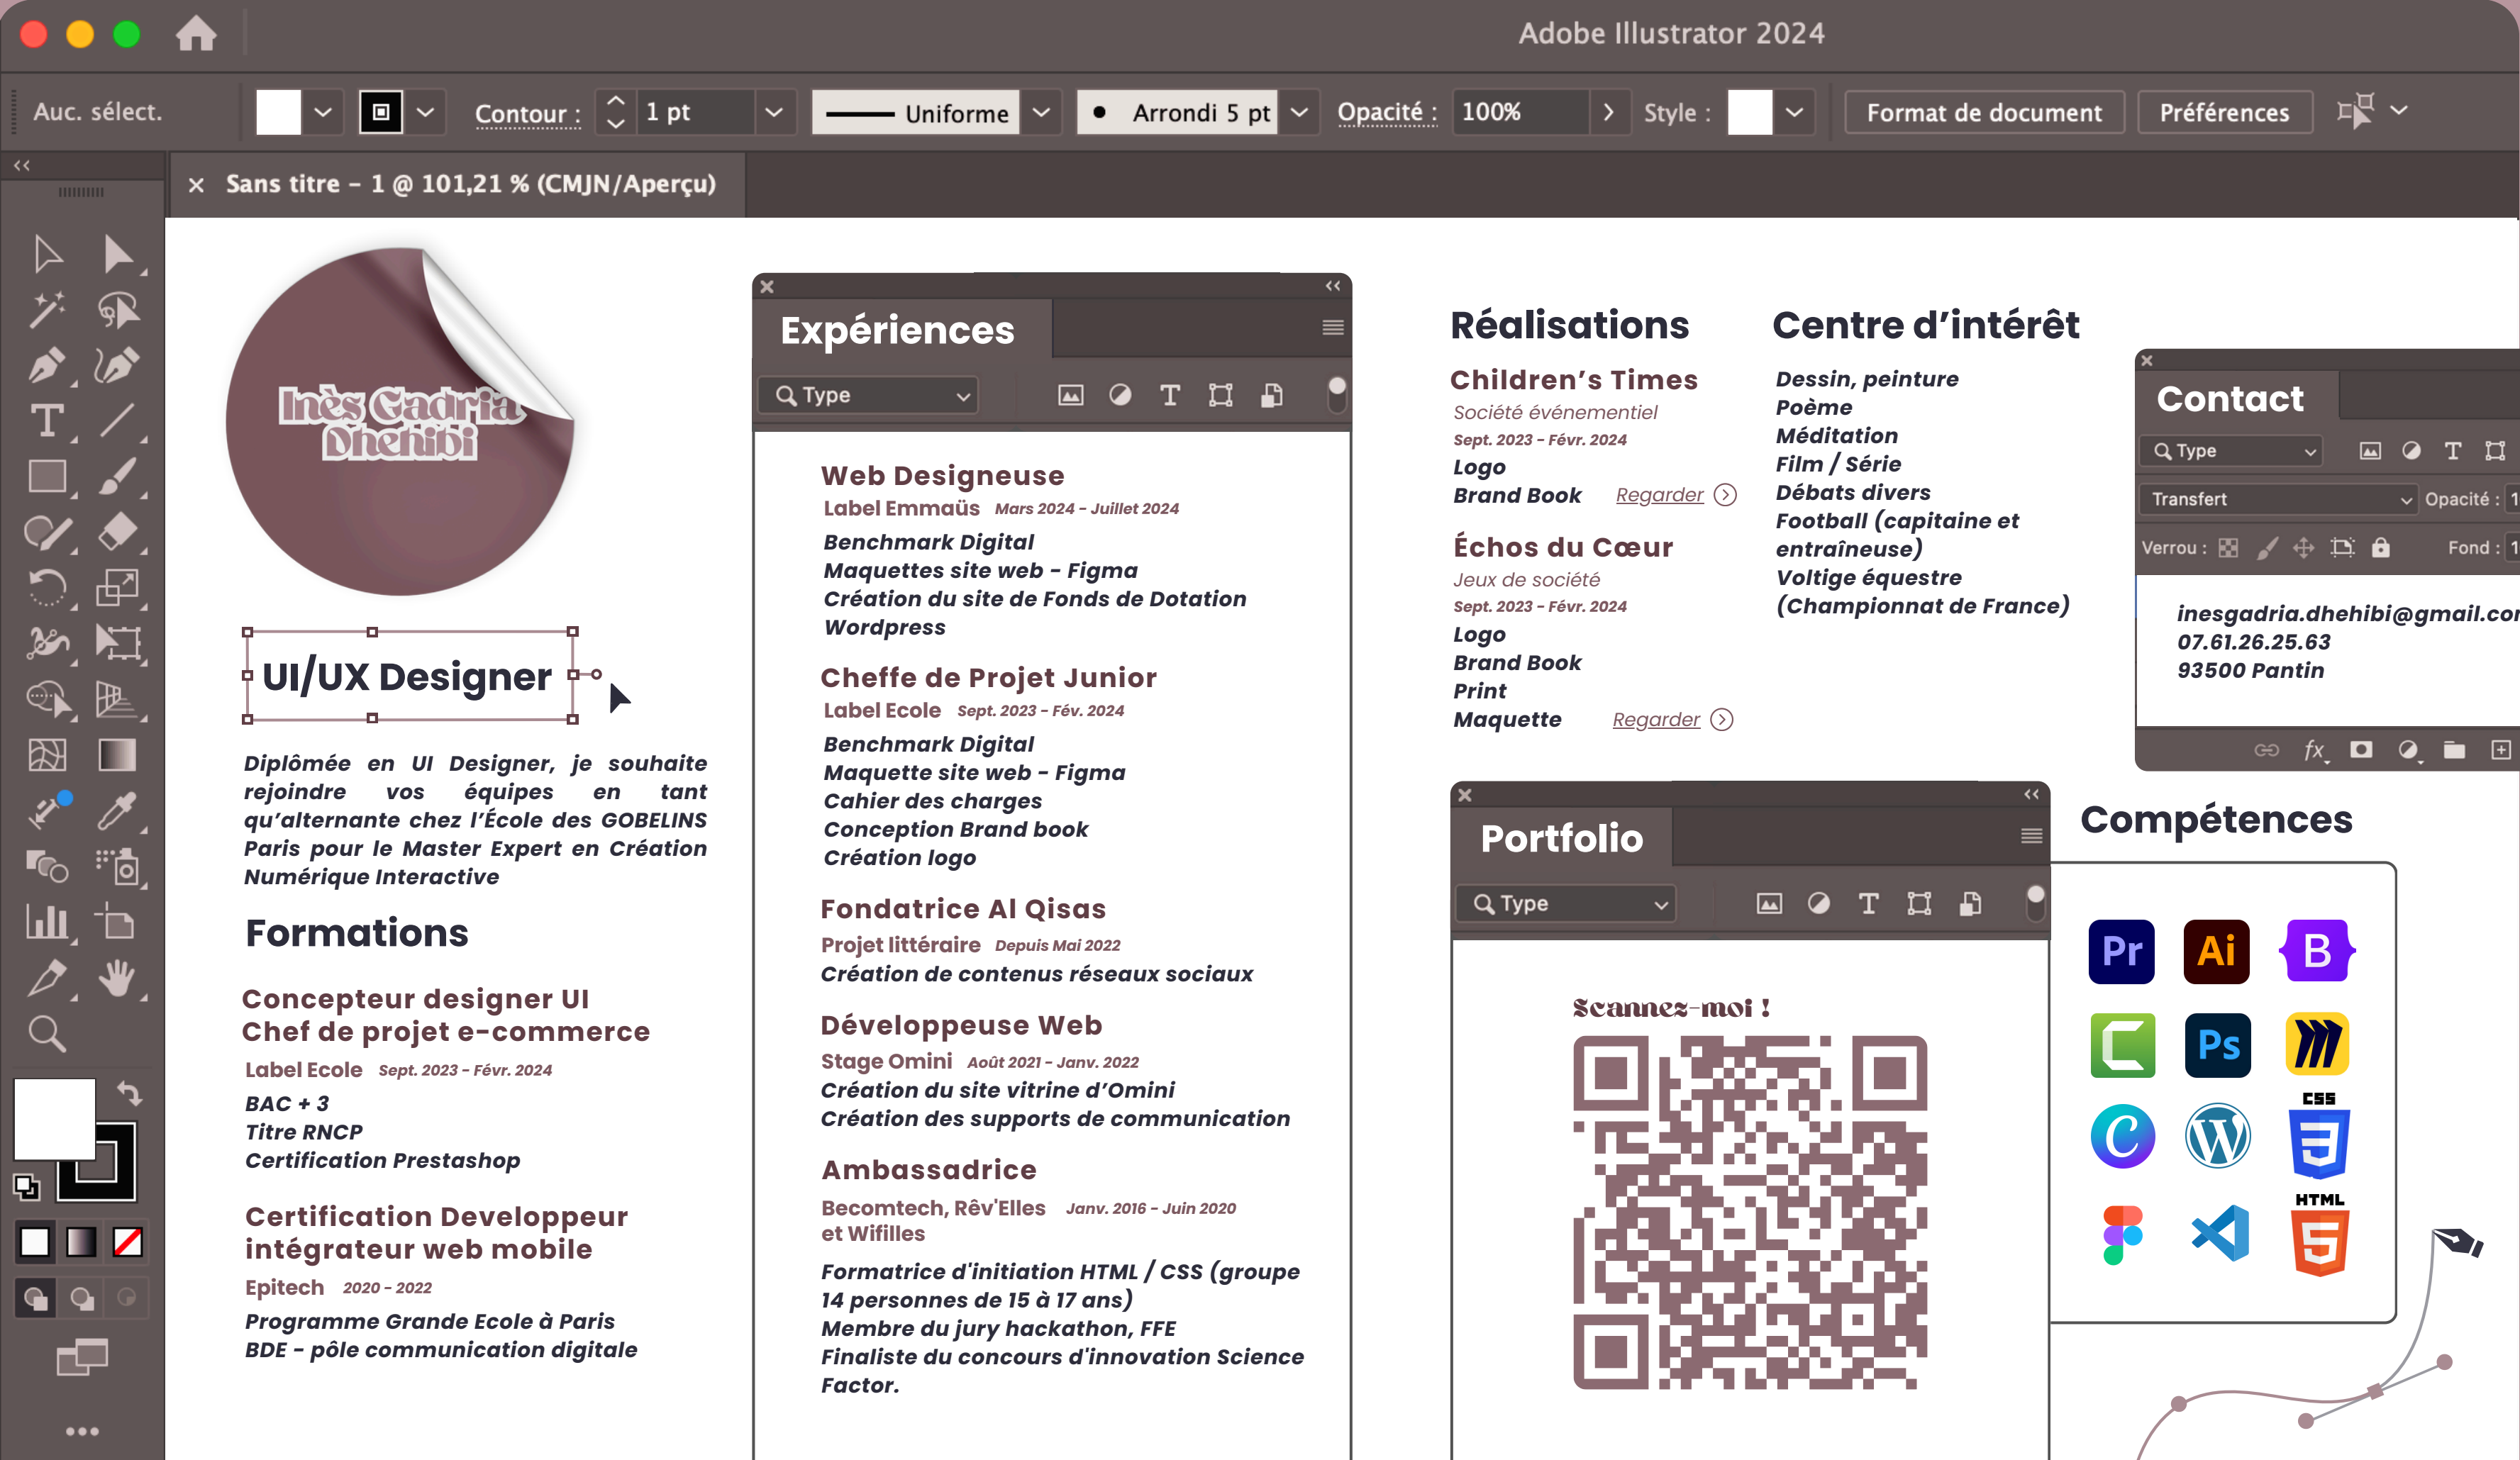 Adobe Illustrator 2024
Auc. sélect.
Contour :
1 pt
Uniforme
Arrondi 5 pt
Opacité :
100%
Style :
Format de document
Préférences
Sans titre - 1 @ 101,21 % (CMJN/Aperçu)
Inès Gadria
Dhehibi
UI/UX Designer
Diplômée en UI Designer, je souhaite
rejoindre vos équipes en tant
qu’alternante chez l’École des GOBELINS
Paris pour le Master Expert en Création
Numérique Interactive
Formations
Concepteur designer UI
Chef de projet e-commerce
Label Ecole Sept. 2023 - Févr. 2024
BAC + 3
Titre RNCP
Certification Prestashop
Certification Developpeur
intégrateur web mobile
Epitech 2020 - 2022
Programme Grande Ecole à Paris
BDE - pôle communication digitale
Expériences
Type
T
Web Designeuse
Label Emmaüs Mars 2024 - Juillet 2024
Benchmark Digital
Maquettes site web - Figma
Création du site de Fonds de Dotation
Wordpress
Cheffe de Projet Junior
Label Ecole Sept. 2023 - Fév. 2024
Benchmark Digital
Maquette site web - Figma
Cahier des charges
Conception Brand book
Création logo
Fondatrice Al Qisas
Projet littéraire Depuis Mai 2022
Création de contenus réseaux sociaux
Développeuse Web
Stage Omini Août 2021 - Janv. 2022
Création du site vitrine d’Omini
Création des supports de communication
Ambassadrice
Becomtech, Rêv'Elles Janv. 2016 - Juin 2020
et Wifilles
Formatrice d'initiation HTML / CSS (groupe
14 personnes de 15 à 17 ans)
Membre du jury hackathon, FFE
Finaliste du concours d'innovation Science
Factor.
Réalisations
Children’s Times
Société événementiel
Sept. 2023 - Févr. 2024
Logo
Brand Book Regarder
Échos du Cœur
Jeux de société
Sept. 2023 - Févr. 2024
Logo
Brand Book
Print
Maquette Regarder
Centre d’intérêt
Dessin, peinture
Poème
Méditation
Film / Série
Débats divers
Football (capitaine et
entraîneuse)
Voltige équestre
(Championnat de France)
Contact
Type
T
Transfert
Opacité : 1
Verrou :
Fond : 1
inesgadria.dhehibi@gmail.co
07.61.26.25.63
93500 Pantin
fx
Portfolio
Type
T
Scannez-moi !
Compétences
Pr Ai B
C Ps
CSS
C W 3
HTML
5